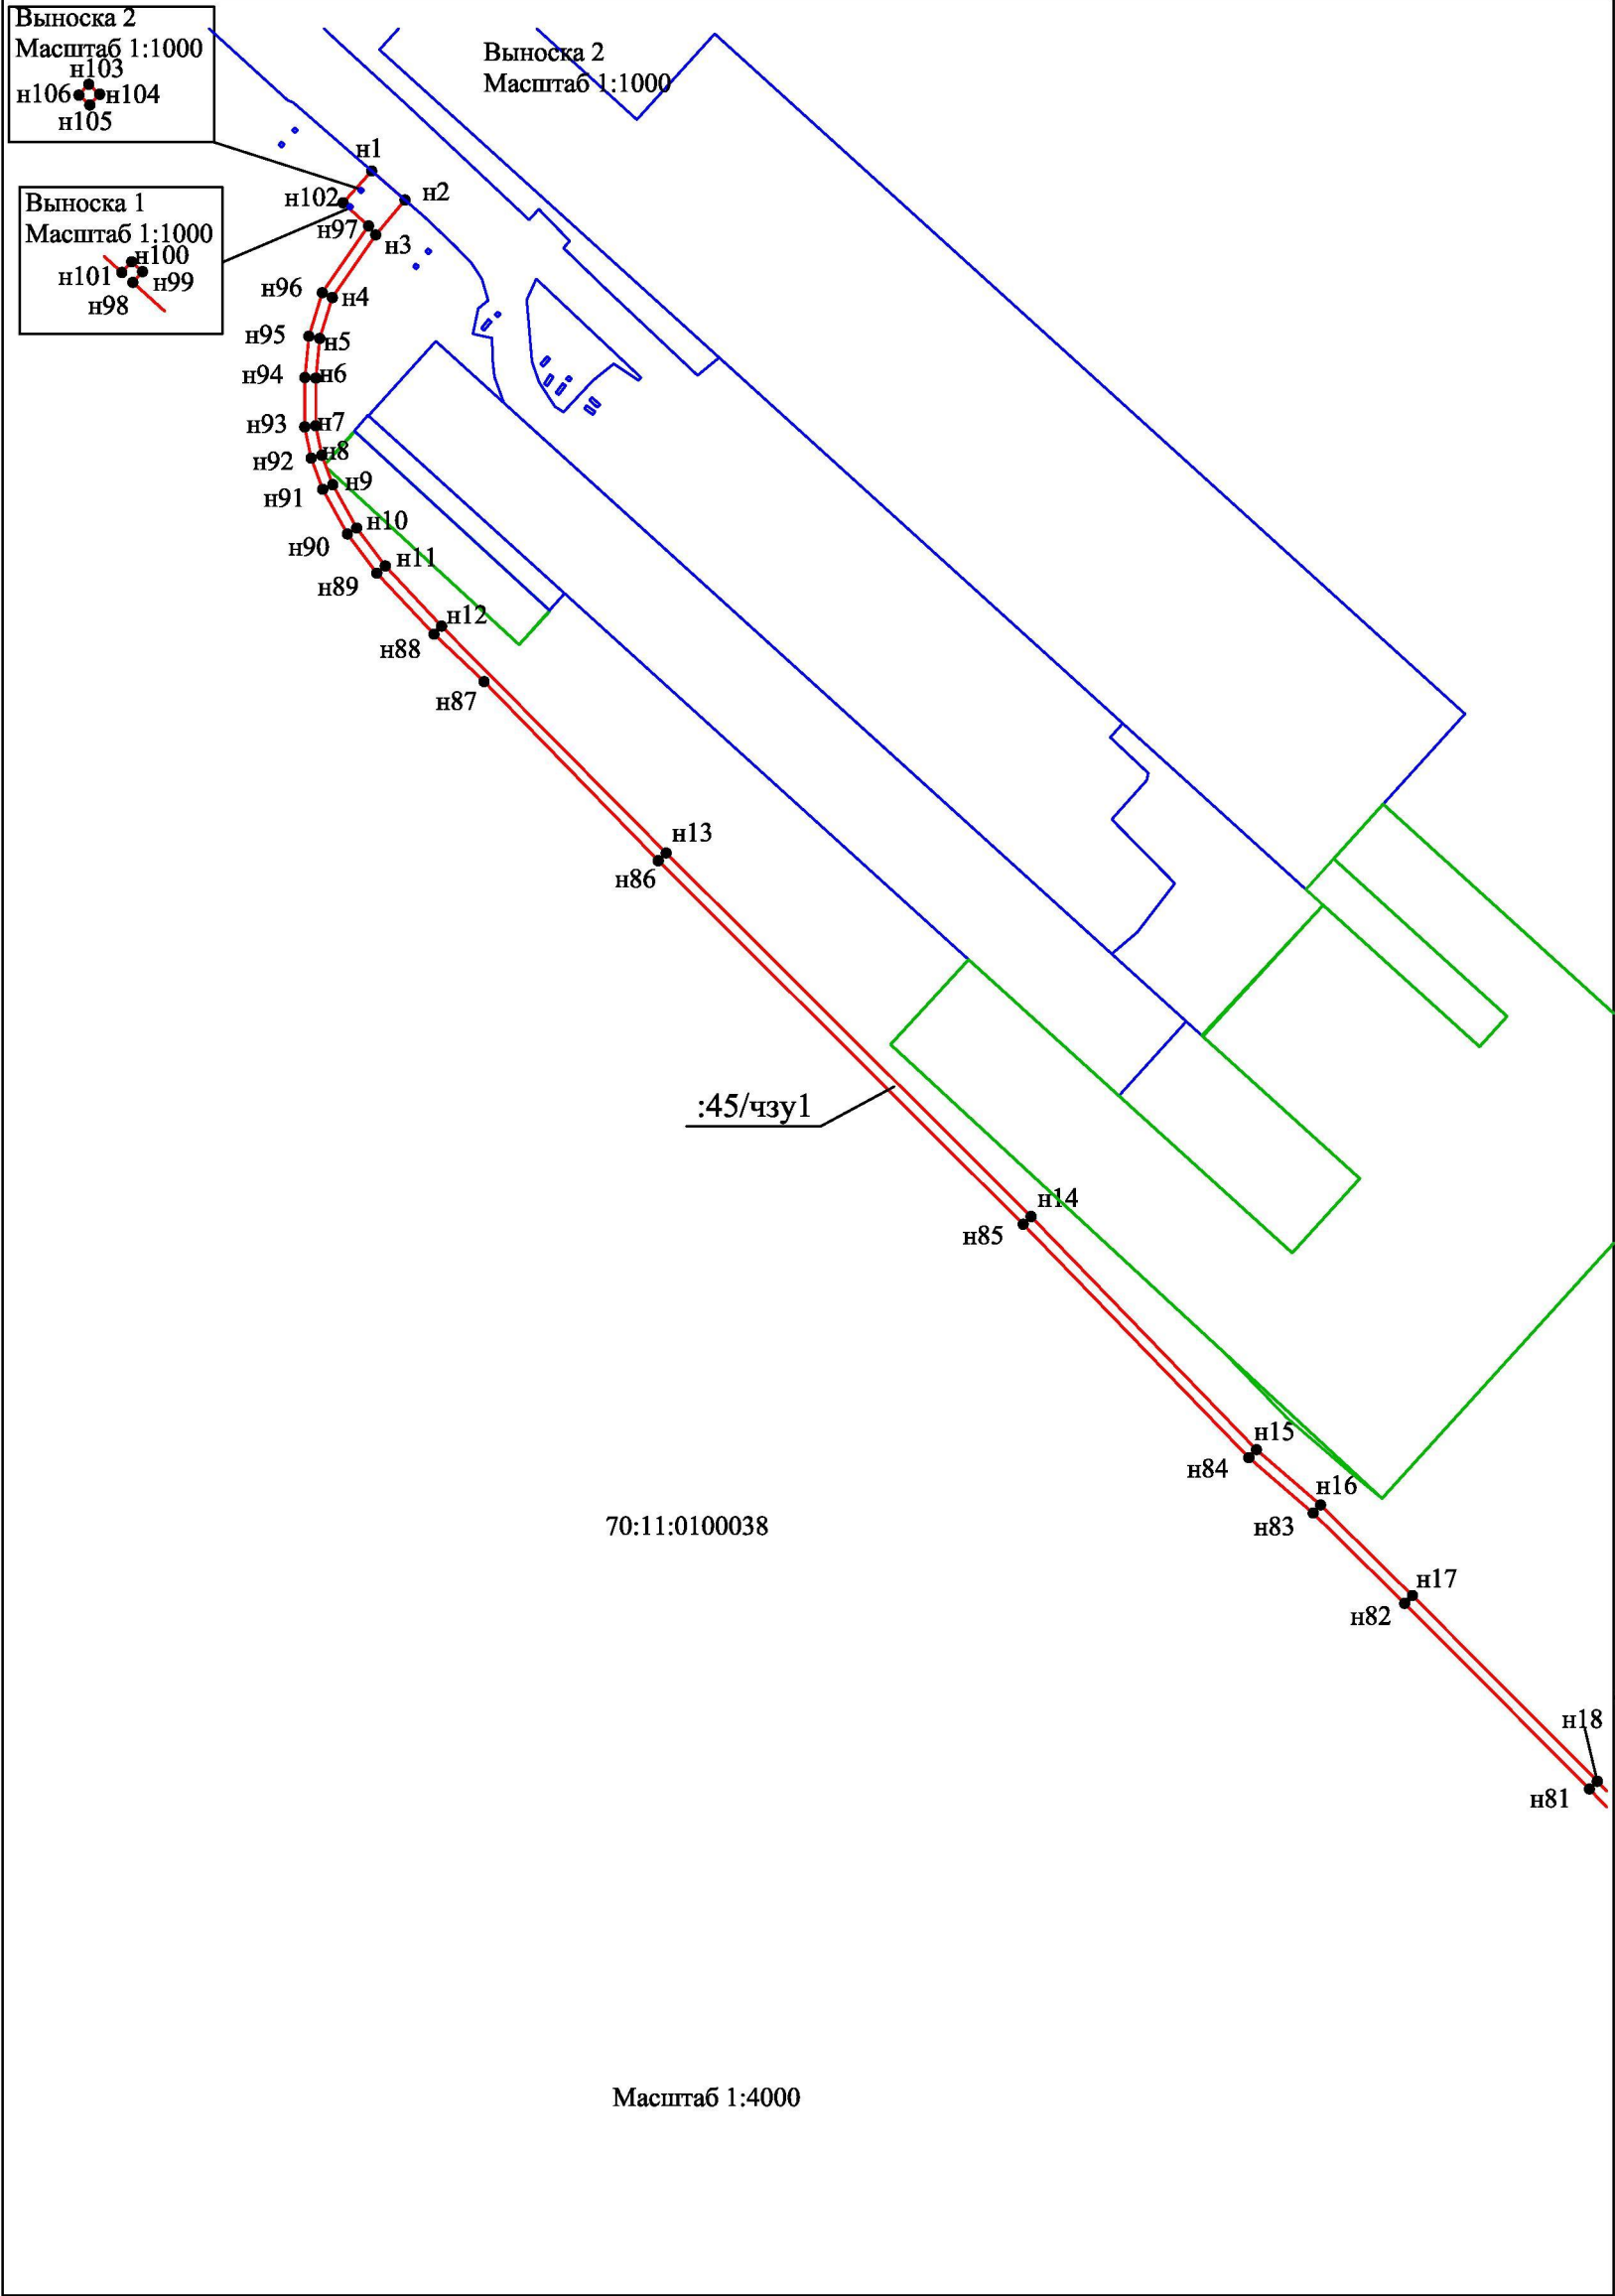 Выноска 2
Масштаб 1:1000
н103
н106
н104
н105
Выноска 2
Масштаб 1:1000
н1
н102
н2
Выноска 1
Масштаб 1:1000
н100
н101
н99
н98
н97
н3
н96
н4
н95
н5
н94
н6
н93
н7
н92
н8
н91
н9
н90
н10
н89
н11
н88
н12
н87
н13
н86
:45/чзу1
н14
н85
н15
н84
н16
н83
70:11:0100038
н17
н82
н18
н81
Масштаб 1:4000